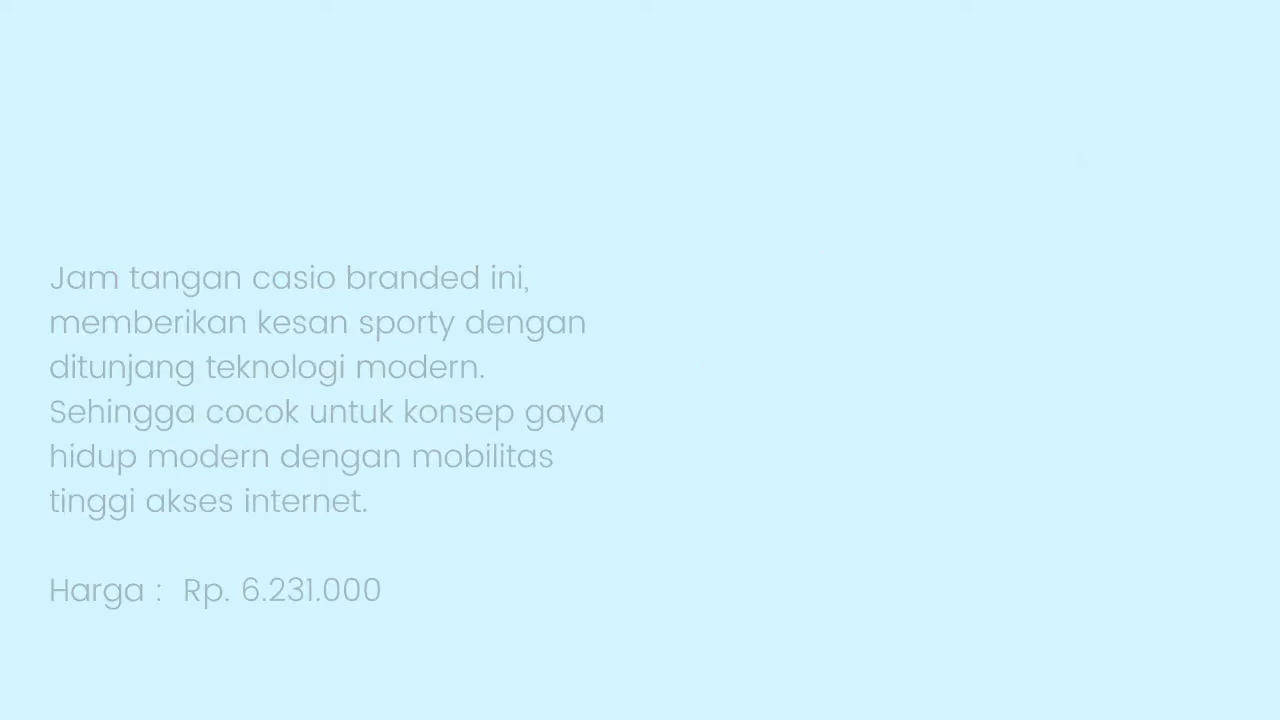 Jam tangan casio branded ini,
memberikan kesan sporty dengan
ditunjang teknologi modern.
Sehingga cocok untuk konsep gaya
hidup modern dengan mobilitas
tinggi akses internet.
Harga :  Rp. 6.231.000